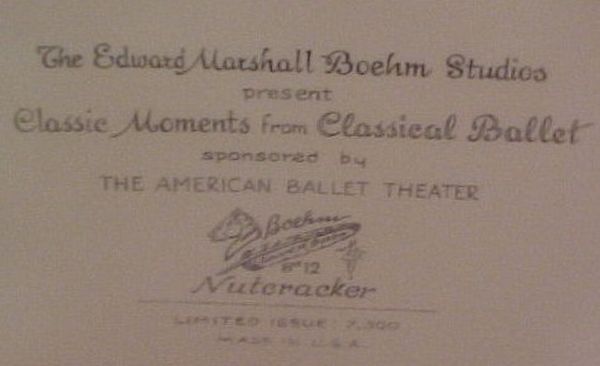 The Edward Marshall Boehm Studios
present
Classic Moments from Classical Ballet
sponsored by
THE AMERICAN BALLET THEATER
Boehm
Nutcracker
LIMITED ISSUE: 7,500
MADE IN U.S.A.